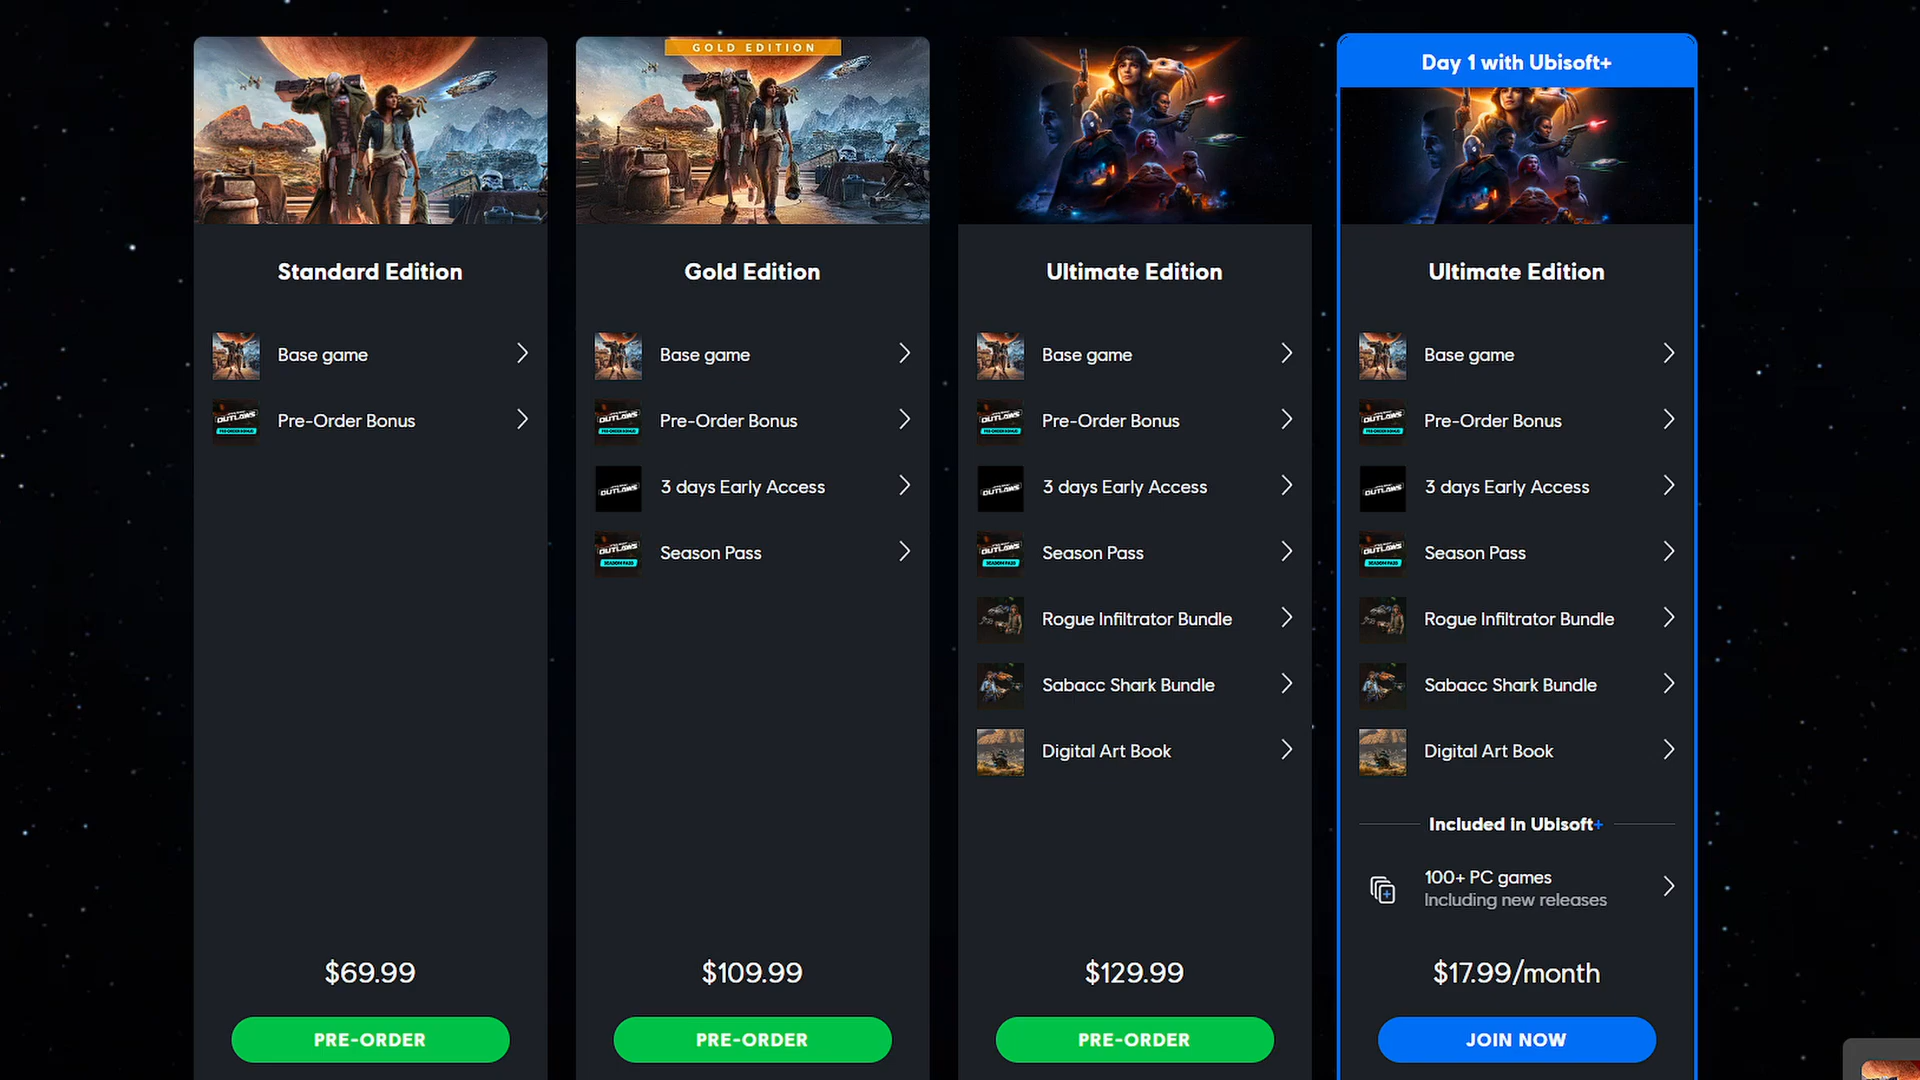 GOLD EDITION
Day 1 with Ubisoft+
Standard Edition
Base game
Pre-Order Bonus
$69.99
PRE-ORDER
Gold Edition
Base game
Pre-Order Bonus
3 days Early Access
Season Pass
$109.99
PRE-ORDER
Ultimate Edition
Base game
Pre-Order Bonus
3 days Early Access
Season Pass
Rogue Infiltrator Bundle
Sabacc Shark Bundle
Digital Art Book
$129.99
PRE-ORDER
Ultimate Edition
Base game
Pre-Order Bonus
3 days Early Access
Season Pass
Rogue Infiltrator Bundle
Sabacc Shark Bundle
Digital Art Book
Included in Ubisoft+
100+ PC games
Including new releases
$17.99/month
JOIN NOW